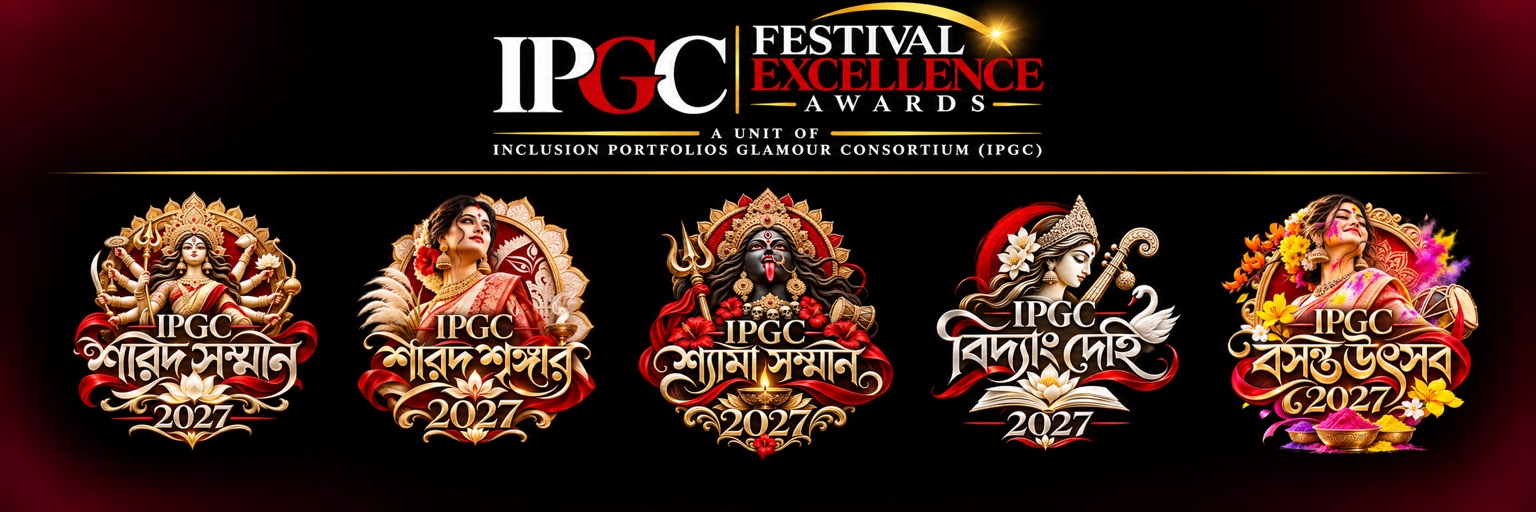 IPGC
FESTIVAL
EXCELLENCE
AWARDS
A UNIT OF
INCLUSION PORTFOLIOS GLAMOUR CONSORTIUM (IPGC)
IPGC
শারদ সম্মান
2027
IPGC
শারদ শৃঙ্গার
2027
IPGC
শ্যামা সম্মান
2027
IPGC
বিদ্যাং দেহি
2027
IPGC
বসন্ত উৎসব
2027